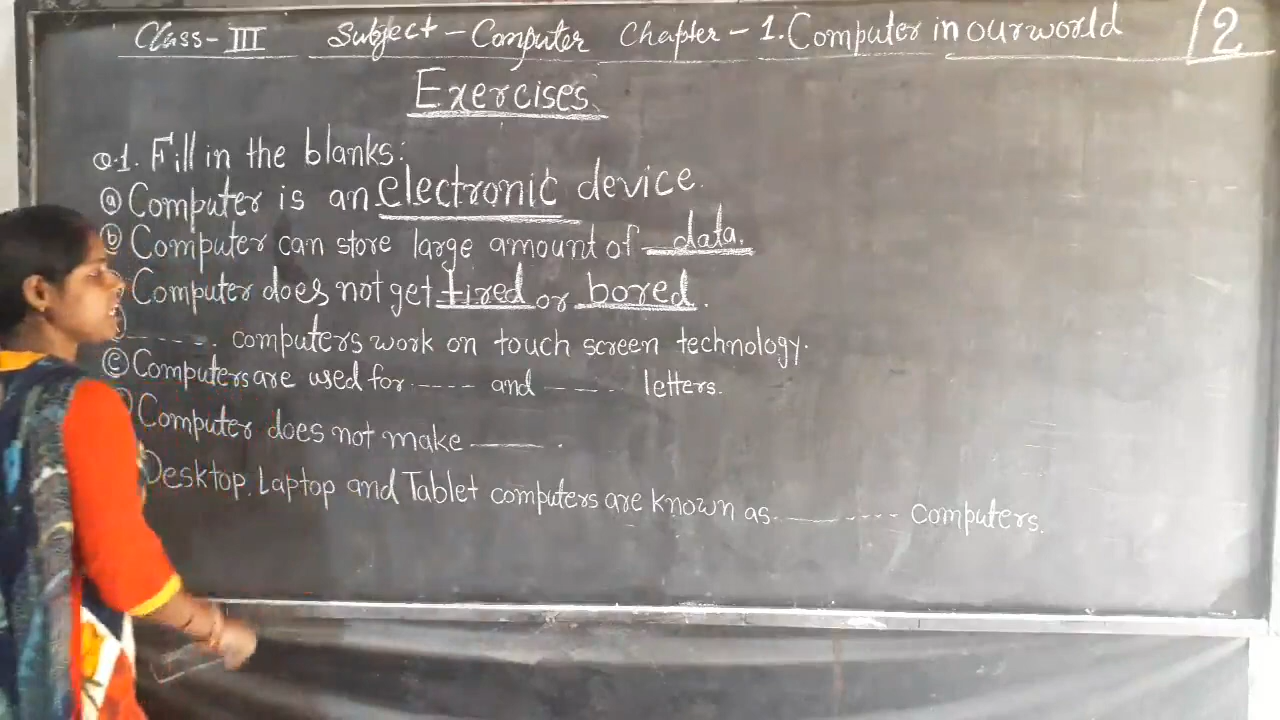 Class-III Subject-Computer Chapter-1. Computer in our world /2
Exercises
Q.1. Fill in the blanks:
ⓐ Computer is an electronic device.
ⓑ Computer can store large amount of data.
Computer does not get tired or bored.
------. computers work on touch screen technology.
ⓒ Computers are used for ---- and ---- letters.
Computer does not make ____ .
Desktop, Laptop and Tablet computers are known as ____---- computers.